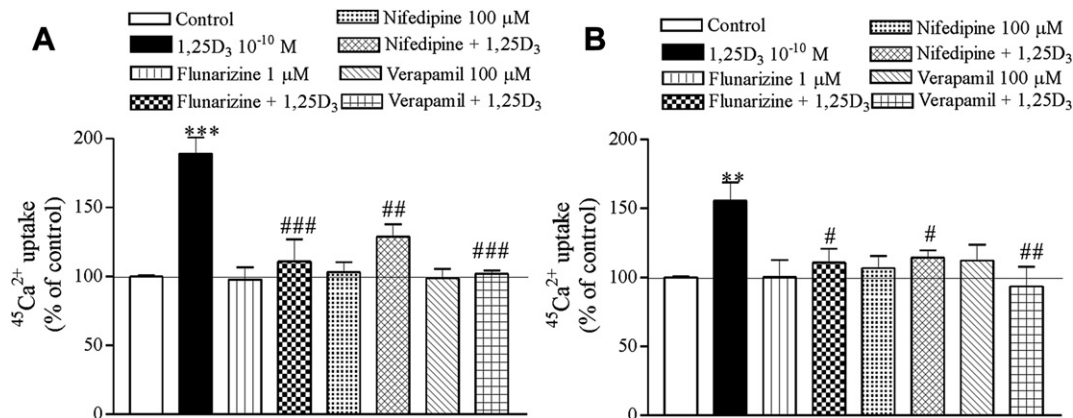 A
Control
1,25D₃ 10⁻¹⁰ M
Flunarizine 1 μM
Flunarizine + 1,25D₃
Nifedipine 100 μM
Nifedipine + 1,25D₃
Verapamil 100 μM
Verapamil + 1,25D₃
⁴⁵Ca²⁺ uptake
(% of control)
200
150
100
50
0
***
###
##
###
B
Control
1,25D₃ 10⁻¹⁰ M
Flunarizine 1 μM
Flunarizine + 1,25D₃
Nifedipine 100 μM
Nifedipine + 1,25D₃
Verapamil 100 μM
Verapamil + 1,25D₃
⁴⁵Ca²⁺ uptake
(% of control)
200
150
100
50
0
**
#
#
##